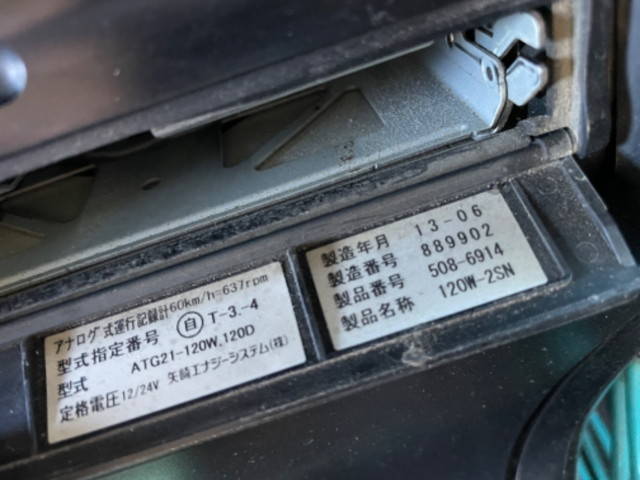 アナログ式運行記録計60km/h=637rpm
型式指定番号 ㊐ T-3.-4
型式 ATG21-120W,120D
定格電圧12/24V 矢崎エナジーシステム(株)
製造年月 13-06
製造番号 889902
製品番号 508-6914
製品名称 120W-2SN